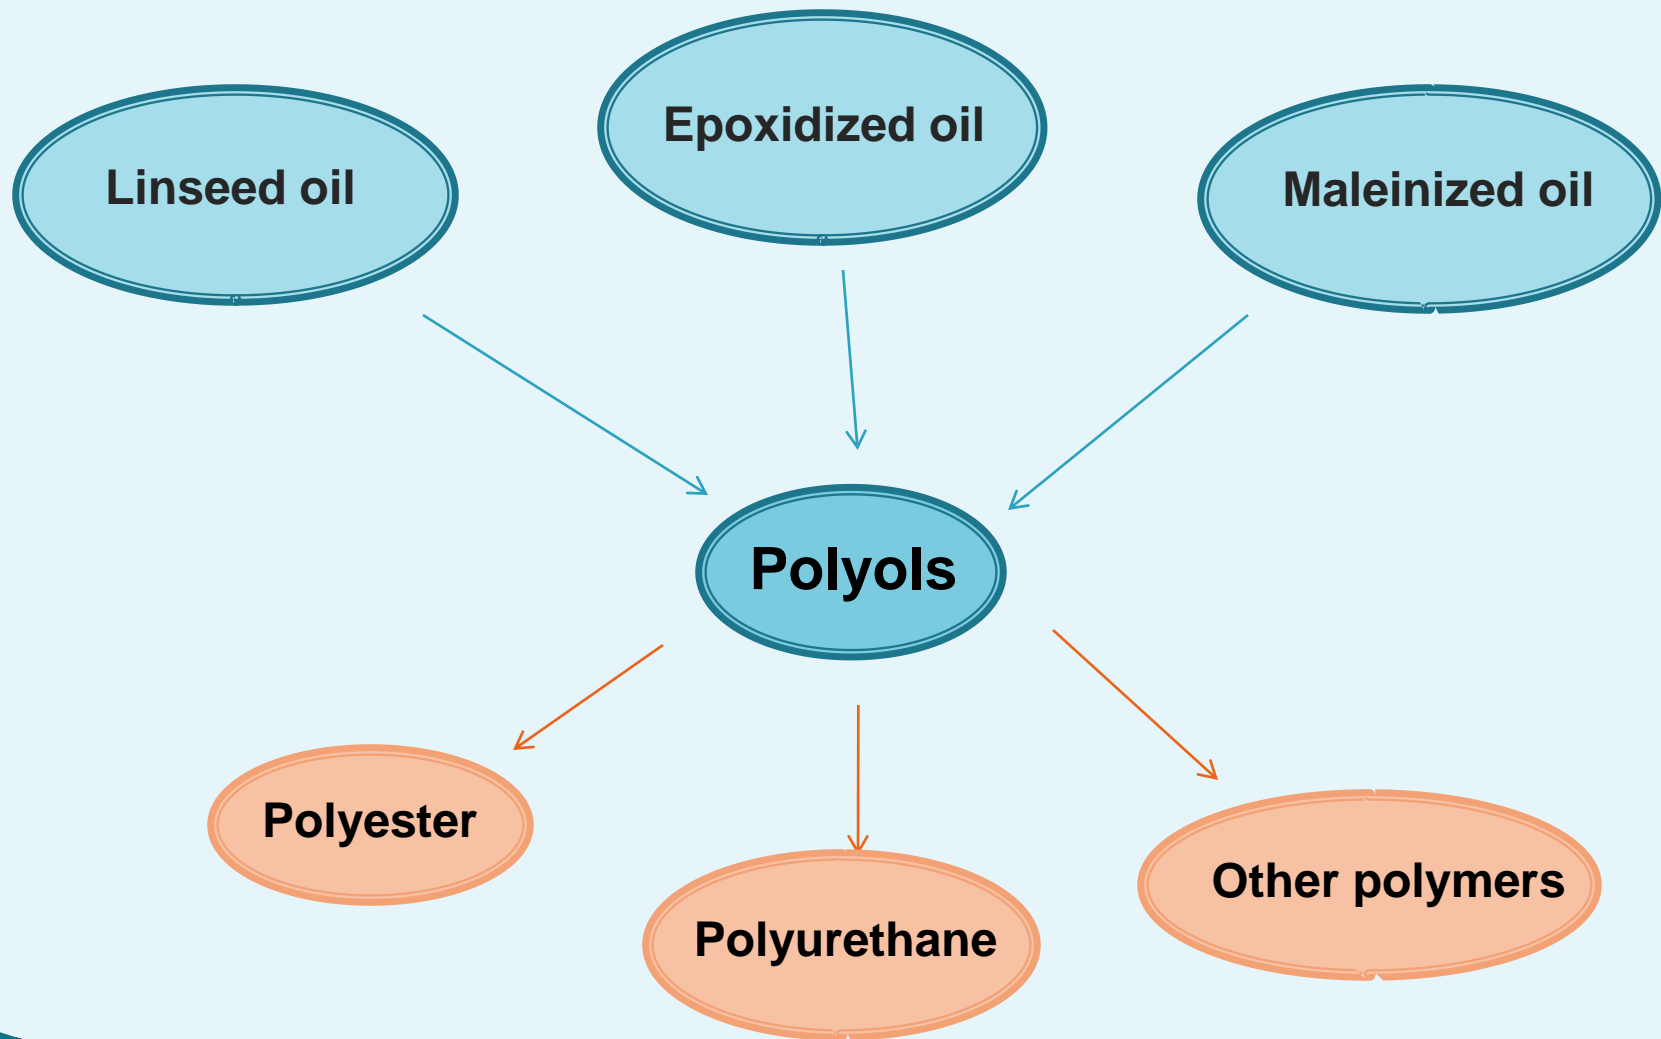 Epoxidized oil
Linseed oil
Maleinized oil
Polyols
Polyester
Other polymers
Polyurethane